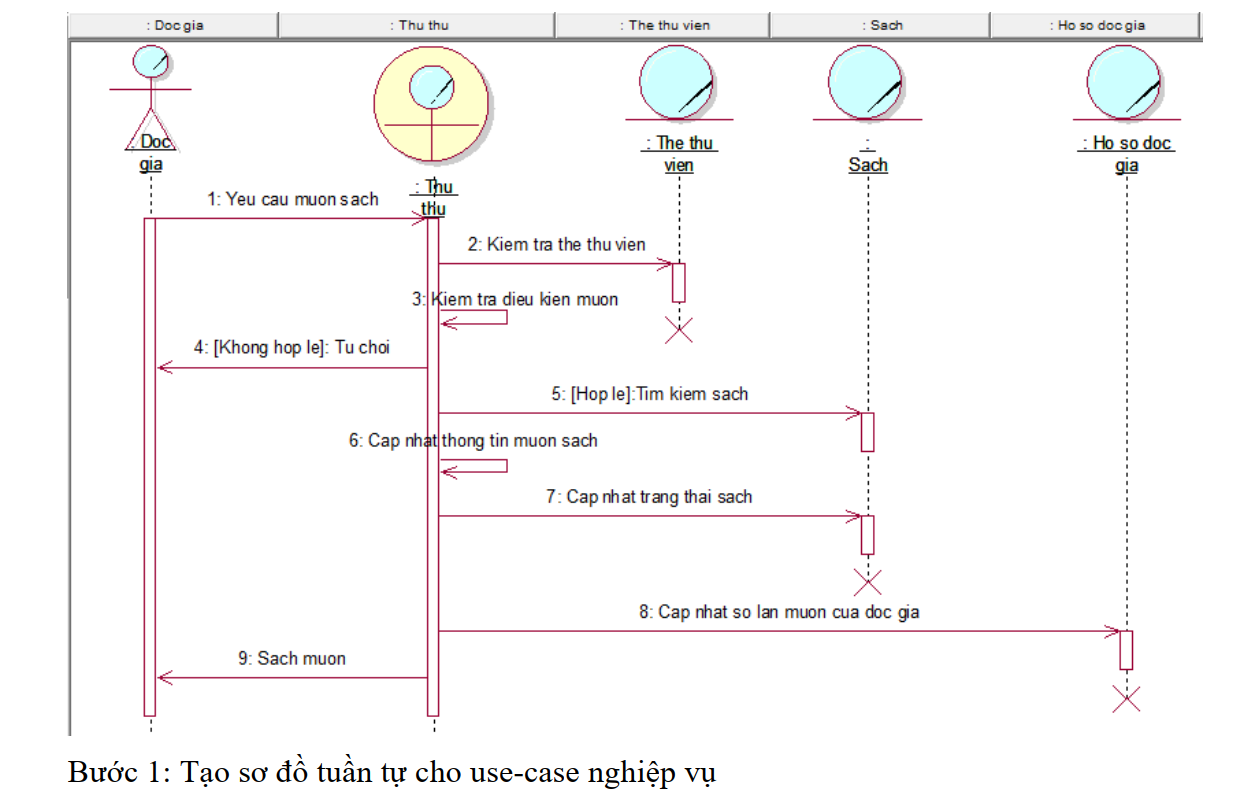 : Doc gia
: Thu thu
: The thu vien
: Sach
: Ho so doc gia
: Doc
gia
: Thu
thu
: The thu
vien
:
Sach
: Ho so doc
gia
1: Yeu cau muon sach
2: Kiem tra the thu vien
3: Kiem tra dieu kien muon
4: [Khong hop le]: Tu choi
5: [Hop le]:Tim kiem sach
6: Cap nhat thong tin muon sach
7: Cap nhat trang thai sach
8: Cap nhat so lan muon cua doc gia
9: Sach muon
Bước 1: Tạo sơ đồ tuần tự cho use-case nghiệp vụ